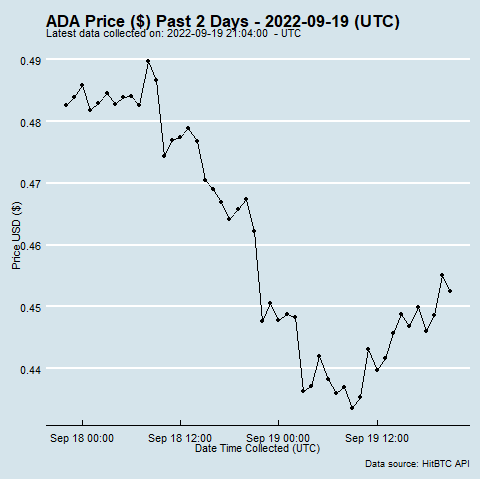 ADA Price ($) Past 2 Days - 2022-09-19 (UTC)
Latest data collected on: 2022-09-19 21:04:00 - UTC
0.49
0.48
0.47
0.46
0.45
0.44
Price USD ($)
Sep 18 00:00 Sep 18 12:00 Sep 19 00:00 Sep 19 12:00
Date Time Collected (UTC)
Data source: HitBTC API